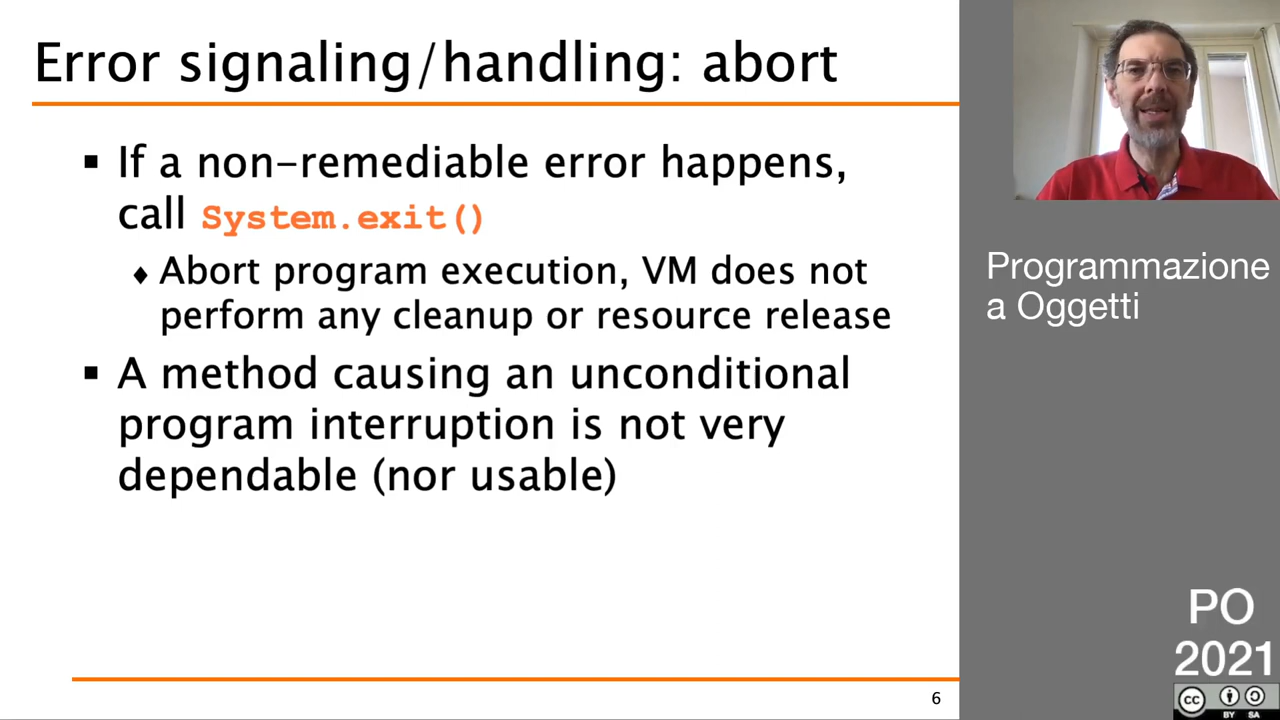 Error signaling/handling: abort
▪ If a non-remediable error happens,
call System.exit()
♦ Abort program execution, VM does not
perform any cleanup or resource release
▪ A method causing an unconditional
program interruption is not very
dependable (nor usable)
6
Programmazione
a Oggetti
PO
2021
cc
BY SA